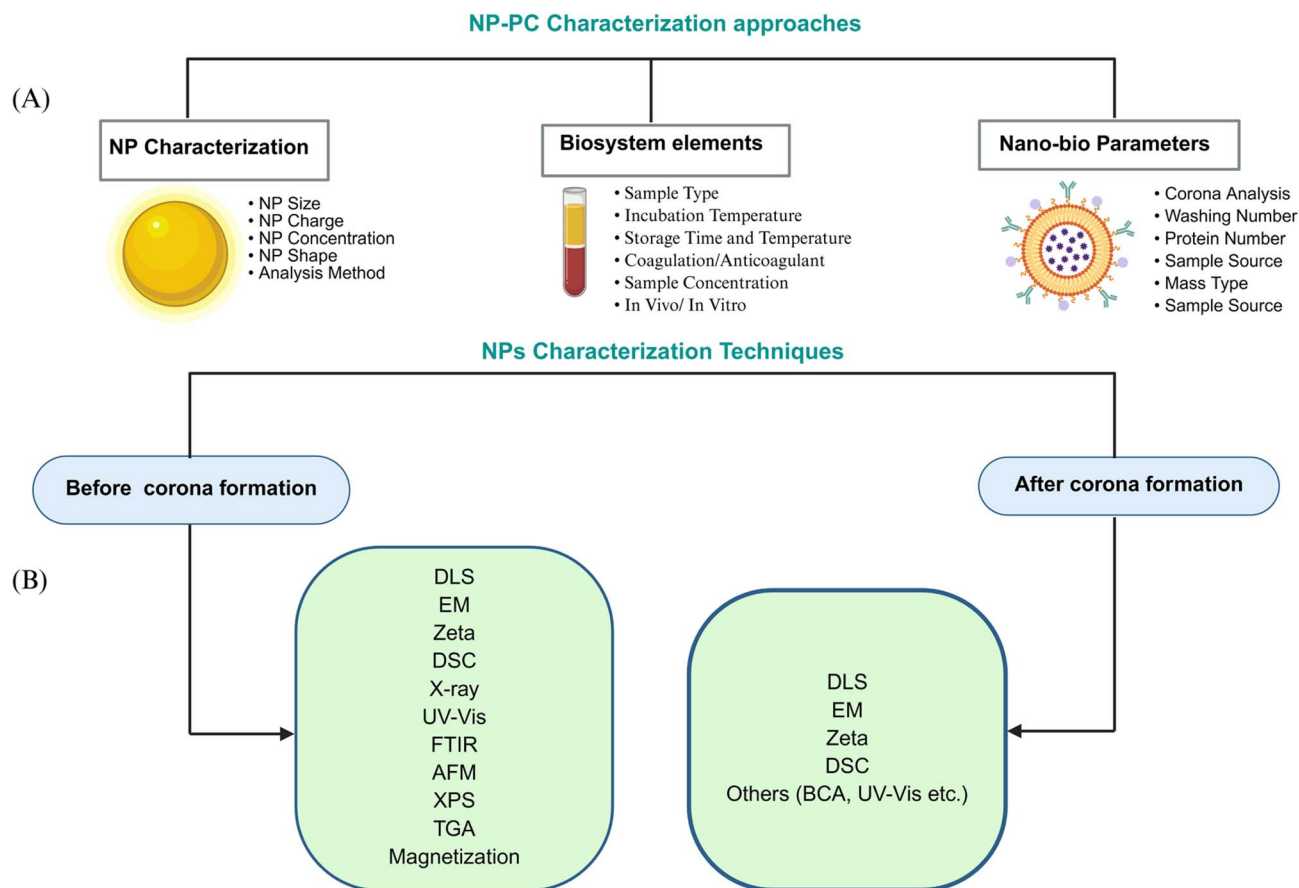 NP-PC Characterization approaches
(A)
NP Characterization
• NP Size
• NP Charge
• NP Concentration
• NP Shape
• Analysis Method
Biosystem elements
• Sample Type
• Incubation Temperature
• Storage Time and Temperature
• Coagulation/Anticoagulant
• Sample Concentration
• In Vivo/ In Vitro
Nano-bio Parameters
• Corona Analysis
• Washing Number
• Protein Number
• Sample Source
• Mass Type
• Sample Source
NPs Characterization Techniques
(B)
Before corona formation
DLS
EM
Zeta
DSC
X-ray
UV-Vis
FTIR
AFM
XPS
TGA
Magnetization
After corona formation
DLS
EM
Zeta
DSC
Others (BCA, UV-Vis etc.)